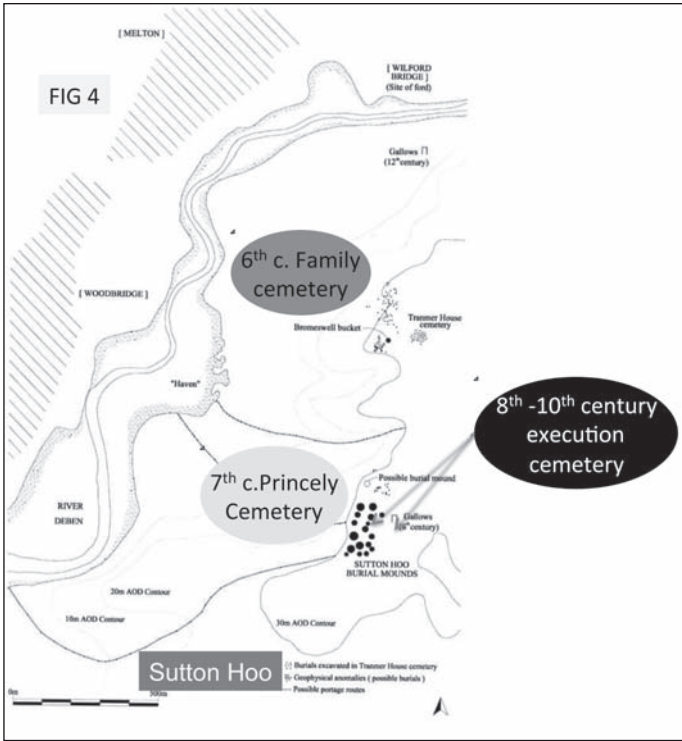 [ MELTON ]
FIG 4
[ WILFORD
BRIDGE ]
(Site of ford)
Gallows
(12th century)
6th c. Family
cemetery
[ WOODBRIDGE ]
Bromeswell bucket
Tranmer House
cemetery
"Haven"
8th -10th century
execution
cemetery
7th c.Princely
Cemetery
Possible burial mound
RIVER
DEBEN
Gallows
century)
SUTTON HOO
BURIAL MOUNDS
20m AOD Contour
10m AOD Contour
30m AOD Contour
Sutton Hoo
Burials excavated in Tranmer House cemetery
Geophysical anomalies ( possible burials )
Possible portage routes
0m
500m